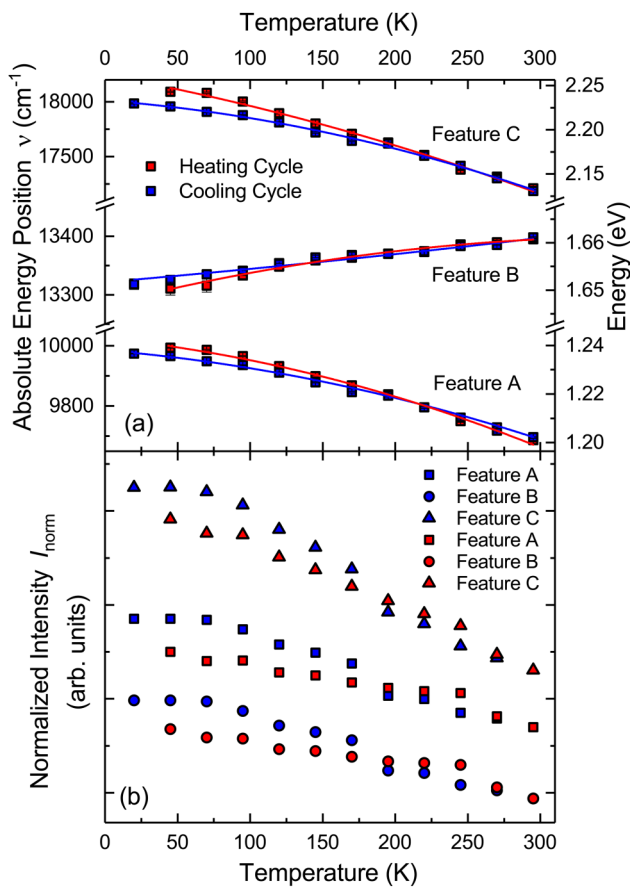 Temperature (K)
0 50 100 150 200 250 300
Absolute Energy Position ν (cm⁻¹)
18000
17500
13400
13300
10000
9800
2.25
2.20
2.15
1.66
1.65
1.24
1.22
1.20
Energy (eV)
Feature C
Heating Cycle
Cooling Cycle
Feature B
Feature A
(a)
Normalized Intensity Iₙₒᵣₘ
(arb. units)
Feature A
Feature B
Feature C
Feature A
Feature B
Feature C
(b)
0 50 100 150 200 250 300
Temperature (K)